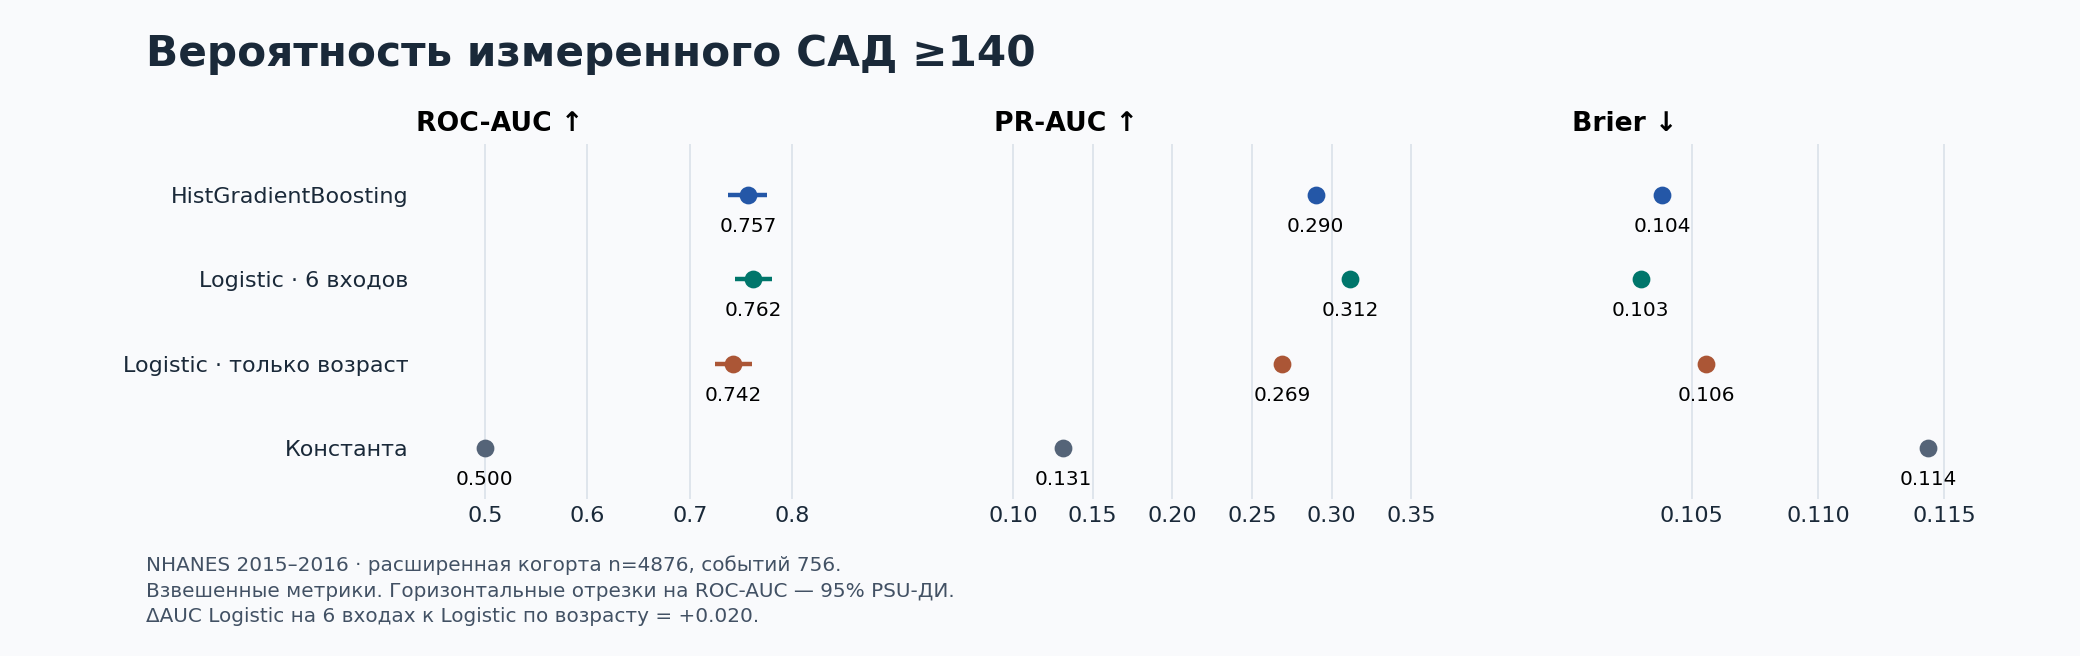 Вероятность измеренного САД ≥140
ROC-AUC ↑ PR-AUC ↑ Brier ↓
HistGradientBoosting
0.757 0.290 0.104
Logistic · 6 входов
0.762 0.312 0.103
Logistic · только возраст
0.742 0.269 0.106
Константа
0.500 0.131 0.114
0.5 0.6 0.7 0.8 0.10 0.15 0.20 0.25 0.30 0.35 0.105 0.110 0.115
NHANES 2015–2016 · расширенная когорта n=4876, событий 756.
Взвешенные метрики. Горизонтальные отрезки на ROC-AUC — 95% PSU-ДИ.
ΔAUC Logistic на 6 входах к Logistic по возрасту = +0.020.